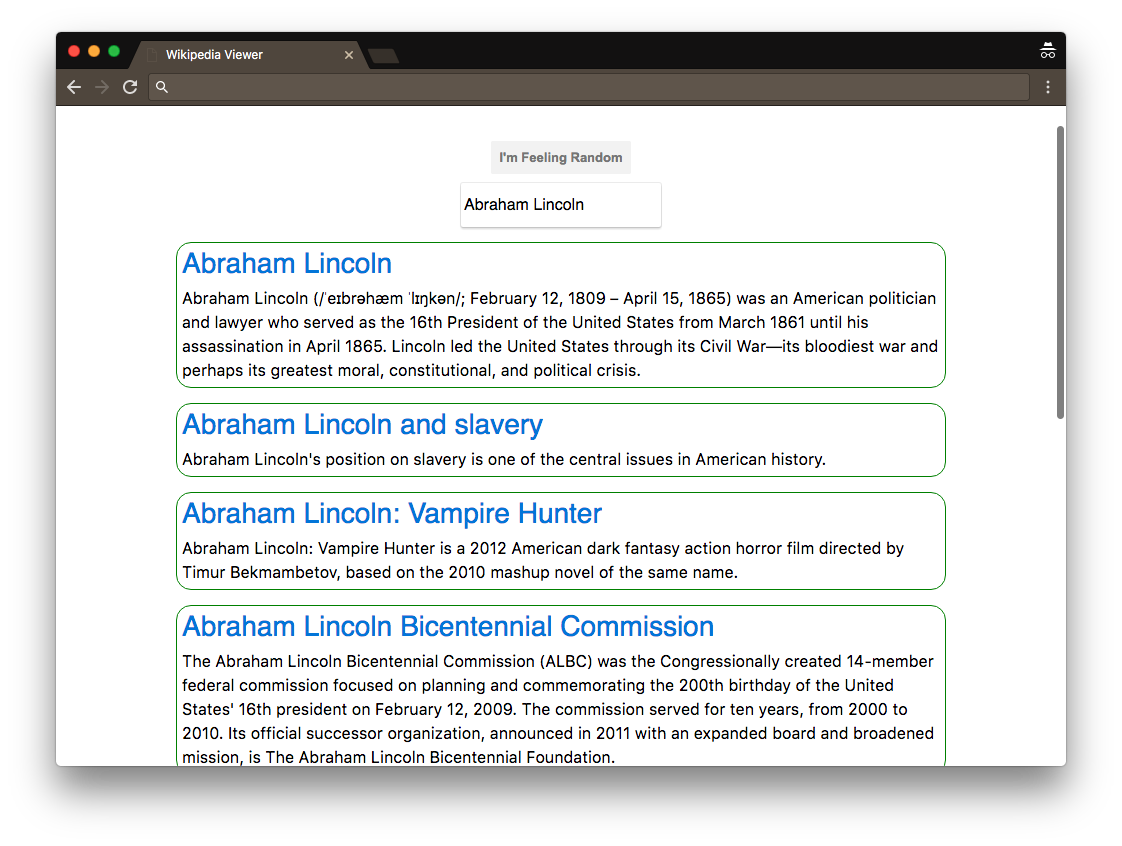 Wikipedia Viewer
I'm Feeling Random
Abraham Lincoln
Abraham Lincoln
Abraham Lincoln (/ˈeɪbrəhæm ˈlɪŋkən/; February 12, 1809 – April 15, 1865) was an American politician
and lawyer who served as the 16th President of the United States from March 1861 until his
assassination in April 1865. Lincoln led the United States through its Civil War—its bloodiest war and
perhaps its greatest moral, constitutional, and political crisis.
Abraham Lincoln and slavery
Abraham Lincoln's position on slavery is one of the central issues in American history.
Abraham Lincoln: Vampire Hunter
Abraham Lincoln: Vampire Hunter is a 2012 American dark fantasy action horror film directed by
Timur Bekmambetov, based on the 2010 mashup novel of the same name.
Abraham Lincoln Bicentennial Commission
The Abraham Lincoln Bicentennial Commission (ALBC) was the Congressionally created 14-member
federal commission focused on planning and commemorating the 200th birthday of the United
States' 16th president on February 12, 2009. The commission served for ten years, from 2000 to
2010. Its official successor organization, announced in 2011 with an expanded board and broadened
mission, is The Abraham Lincoln Bicentennial Foundation.